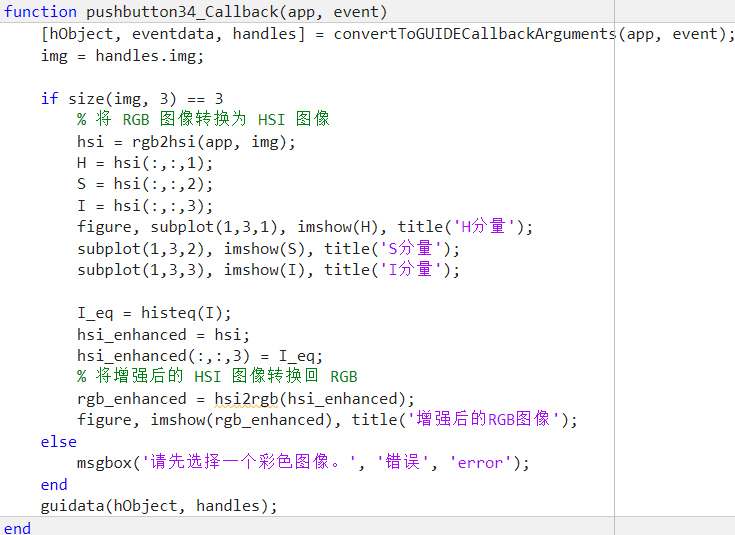 function pushbutton34_Callback(app, event)
    [hObject, eventdata, handles] = convertToGUIDECallbackArguments(app, event);
    img = handles.img;

    if size(img, 3) == 3
        % 将 RGB 图像转换为 HSI 图像
        hsi = rgb2hsi(app, img);
        H = hsi(:,:,1);
        S = hsi(:,:,2);
        I = hsi(:,:,3);
        figure, subplot(1,3,1), imshow(H), title('H分量');
        subplot(1,3,2), imshow(S), title('S分量');
        subplot(1,3,3), imshow(I), title('I分量');

        I_eq = histeq(I);
        hsi_enhanced = hsi;
        hsi_enhanced(:,:,3) = I_eq;
        % 将增强后的 HSI 图像转换回 RGB
        rgb_enhanced = hsi2rgb(hsi_enhanced);
        figure, imshow(rgb_enhanced), title('增强后的RGB图像');
    else
        msgbox('请先选择一个彩色图像。', '错误', 'error');
    end
    guidata(hObject, handles);
end